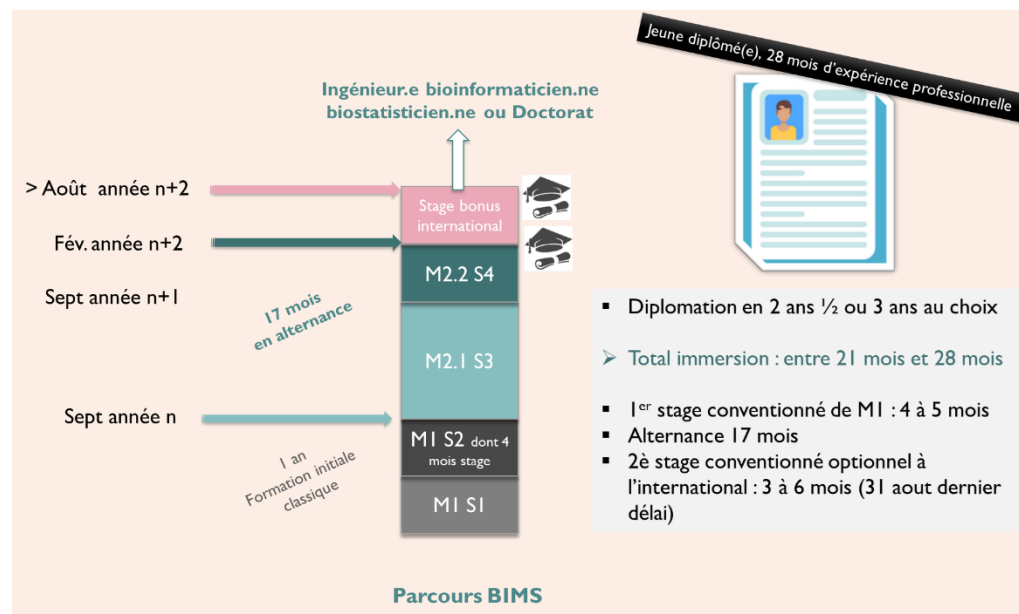 Jeune diplômé(e), 28 mois d'expérience professionnelle
Ingénieur.e bioinformaticien.ne
biostatisticien.ne ou Doctorat
> Août année n+2
Stage bonus
international
Fév. année n+2
M2.2 S4
Sept année n+1
17 mois
en alternance
M2.1 S3
Sept année n
M1 S2 dont 4
mois stage
1 an
Formation initiale
classique
M1 S1
▪ Diplomation en 2 ans ½ ou 3 ans au choix
➢ Total immersion : entre 21 mois et 28 mois
▪ 1er stage conventionné de M1 : 4 à 5 mois
▪ Alternance 17 mois
▪ 2è stage conventionné optionnel à
l'international : 3 à 6 mois (31 aout dernier
délai)
Parcours BIMS